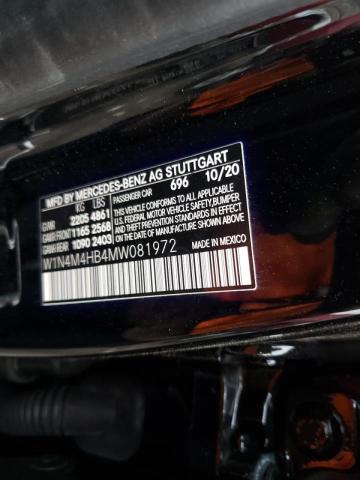 MFD BY MERCEDES-BENZ AG STUTTGART
KG LBS PASSENGER CAR 696 10/20
GVWR 2205 4861 THIS VEHICLE CONFORMS TO ALL APPLICABLE
GAWR FRONT 1165 2568 U.S. FEDERAL MOTOR VEHICLE SAFETY,BUMPER
GAWR REAR 1090 2403 AND THEFT PREVENTION STANDARDS IN EFFECT
ON THE DATE OF MANUFACTURE SHOWN ABOVE
W1N4M4HB4MW081972 MADE IN MEXICO